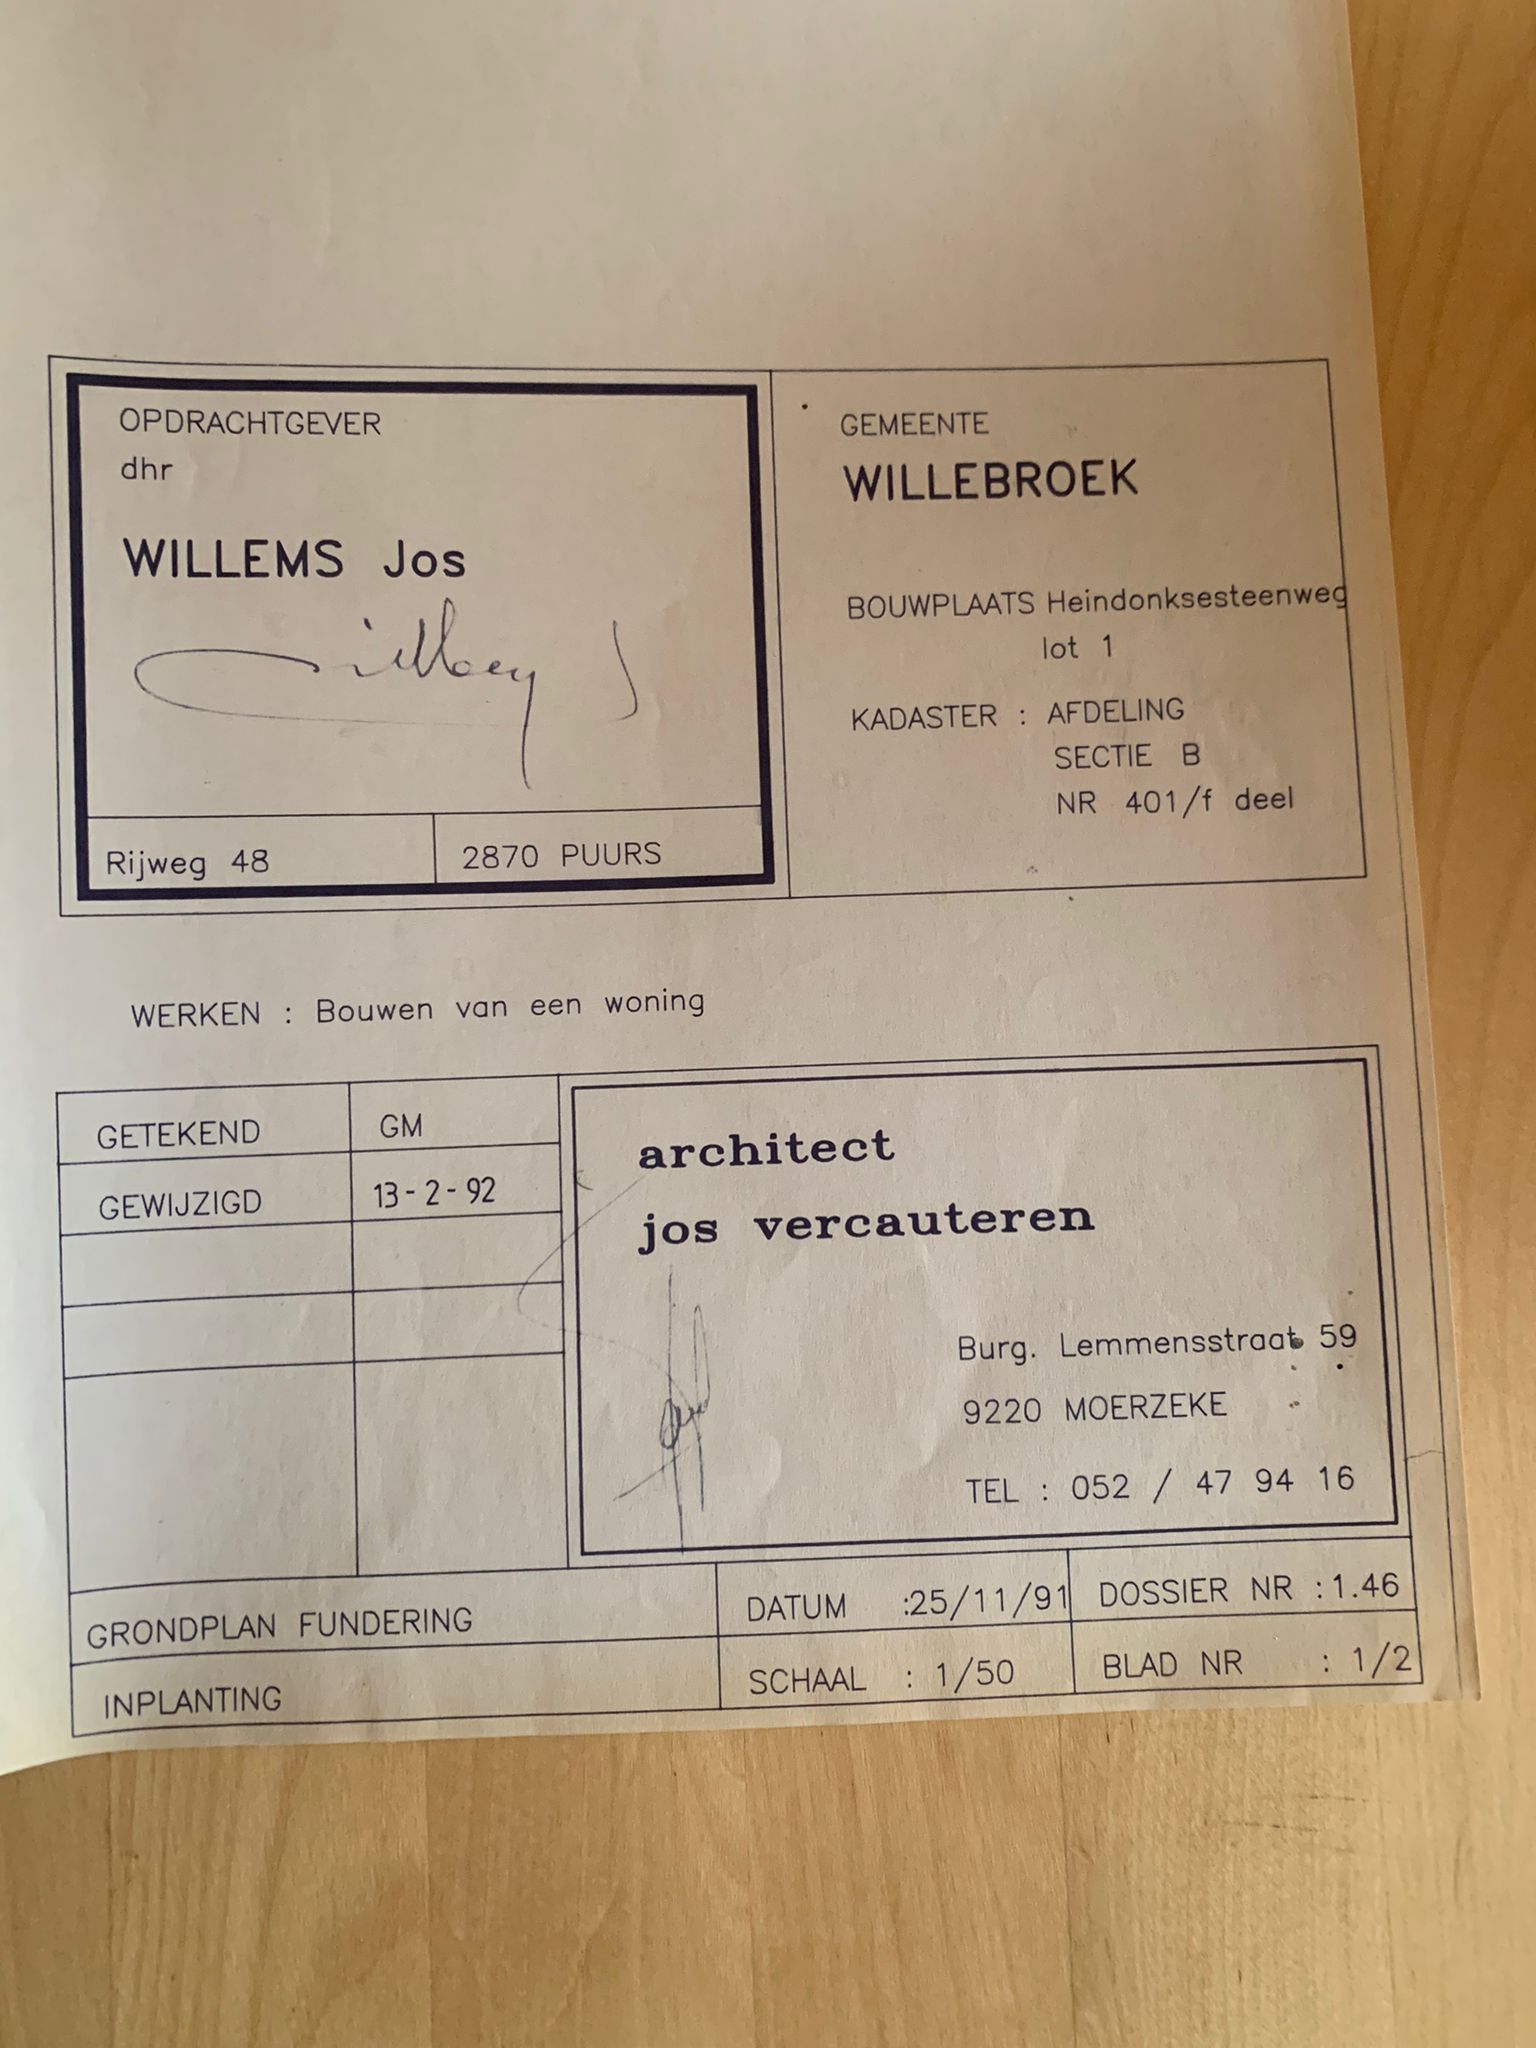 OPDRACHTGEVER
dhr
WILLEMS Jos
Rijweg 48
2870 PUURS
GEMEENTE
WILLEBROEK
BOUWPLAATS Heindonksesteenweg
lot 1
KADASTER : AFDELING
SECTIE B
NR 401/f deel
WERKEN : Bouwen van een woning
GETEKEND GM
GEWIJZIGD 13-2-92
architect
jos vercauteren
Burg. Lemmensstraat 59
9220 MOERZEKE
TEL : 052 / 47 94 16
GRONDPLAN FUNDERING
INPLANTING
DATUM :25/11/91
SCHAAL : 1/50
DOSSIER NR :1.46
BLAD NR : 1/2